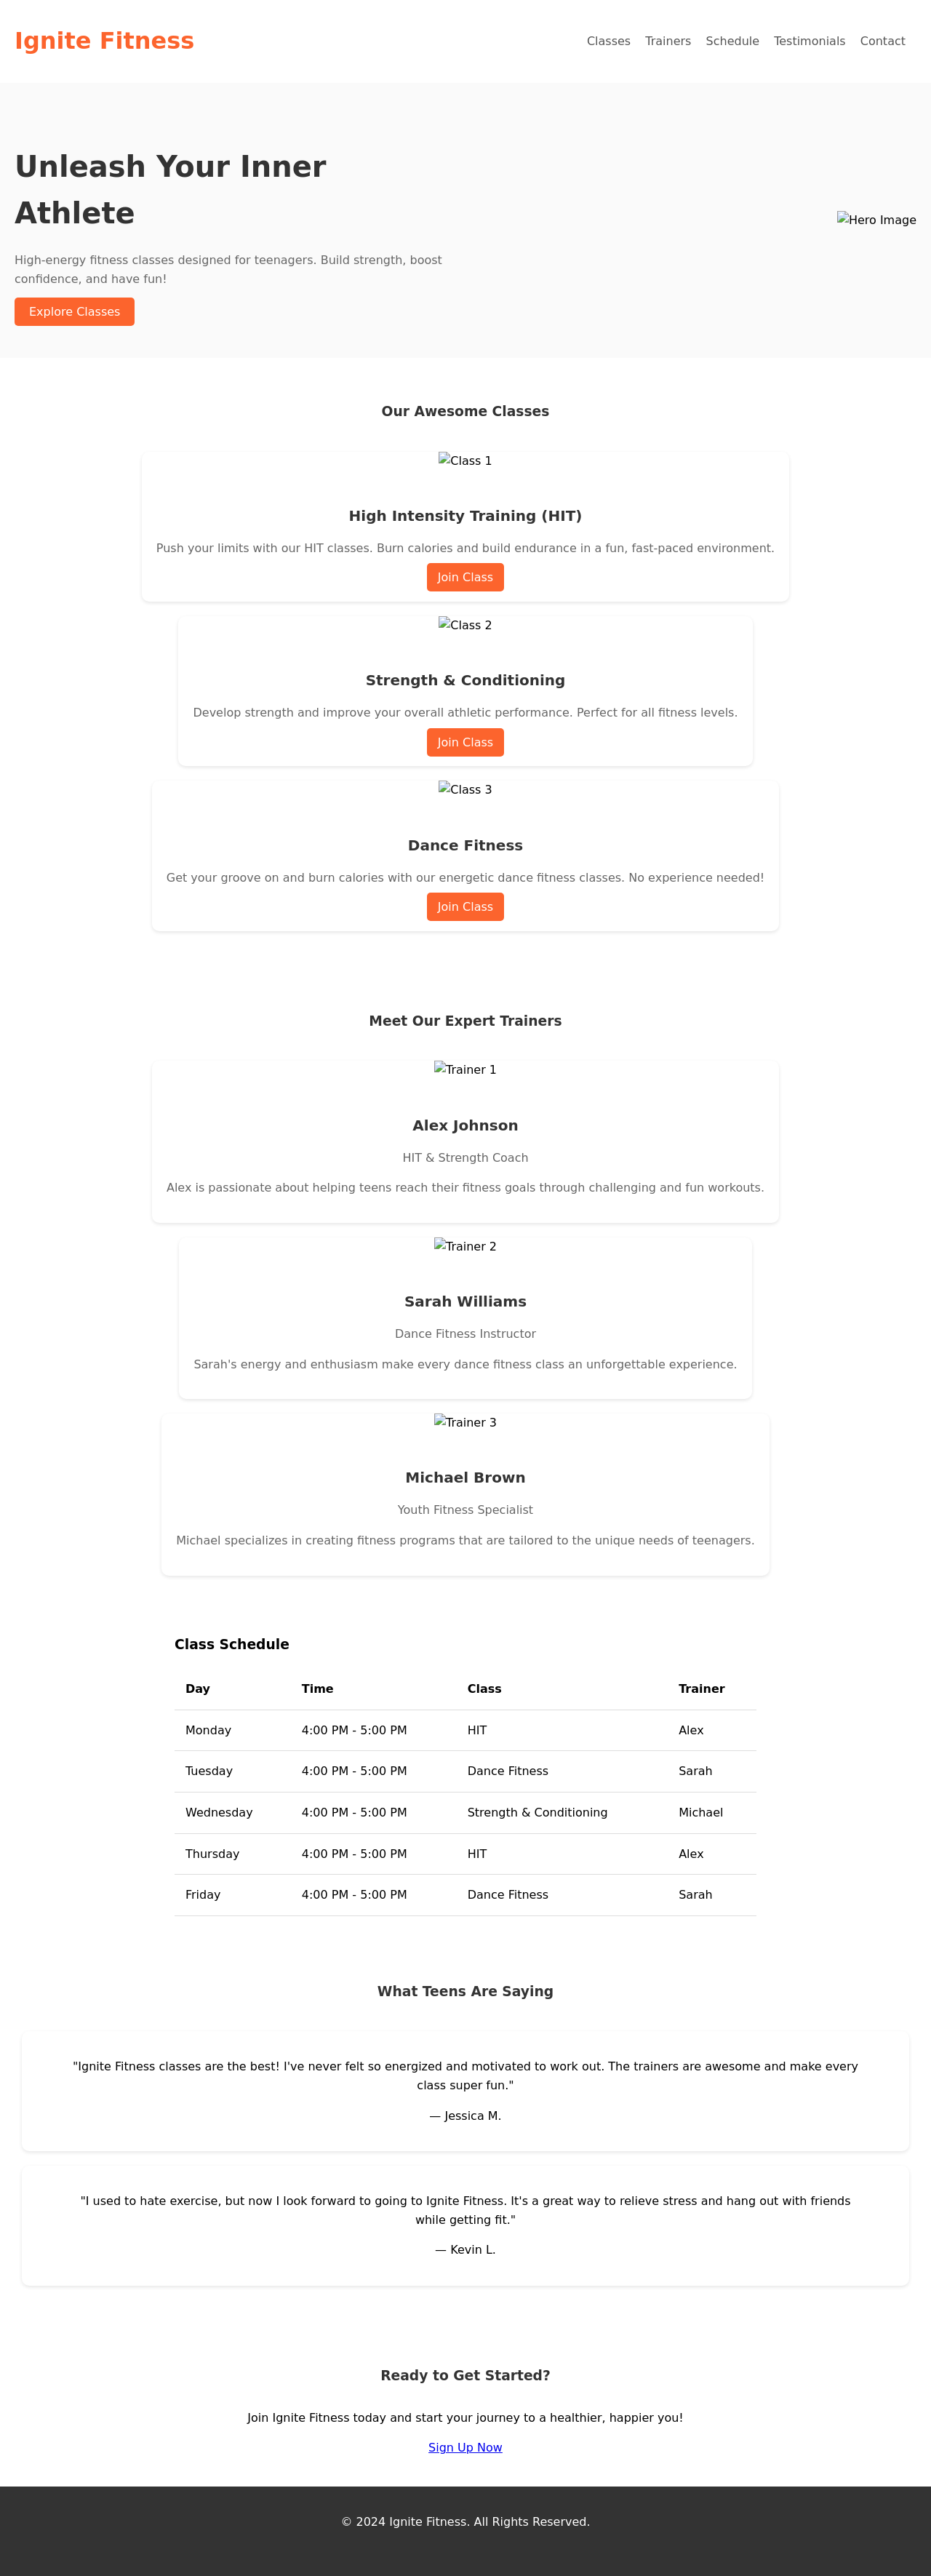 Ignite Fitness
Classes Trainers Schedule Testimonials Contact
Unleash Your Inner
Athlete
Hero Image
High-energy fitness classes designed for teenagers. Build strength, boost
confidence, and have fun!
Explore Classes
Our Awesome Classes
Class 1
High Intensity Training (HIT)
Push your limits with our HIT classes. Burn calories and build endurance in a fun, fast-paced environment.
Join Class
Class 2
Strength & Conditioning
Develop strength and improve your overall athletic performance. Perfect for all fitness levels.
Join Class
Class 3
Dance Fitness
Get your groove on and burn calories with our energetic dance fitness classes. No experience needed!
Join Class
Meet Our Expert Trainers
Trainer 1
Alex Johnson
HIT & Strength Coach
Alex is passionate about helping teens reach their fitness goals through challenging and fun workouts.
Trainer 2
Sarah Williams
Dance Fitness Instructor
Sarah's energy and enthusiasm make every dance fitness class an unforgettable experience.
Trainer 3
Michael Brown
Youth Fitness Specialist
Michael specializes in creating fitness programs that are tailored to the unique needs of teenagers.
Class Schedule
Day Time Class Trainer
Monday 4:00 PM - 5:00 PM HIT Alex
Tuesday 4:00 PM - 5:00 PM Dance Fitness Sarah
Wednesday 4:00 PM - 5:00 PM Strength & Conditioning Michael
Thursday 4:00 PM - 5:00 PM HIT Alex
Friday 4:00 PM - 5:00 PM Dance Fitness Sarah
What Teens Are Saying
"Ignite Fitness classes are the best! I've never felt so energized and motivated to work out. The trainers are awesome and make every
class super fun."
— Jessica M.
"I used to hate exercise, but now I look forward to going to Ignite Fitness. It's a great way to relieve stress and hang out with friends
while getting fit."
— Kevin L.
Ready to Get Started?
Join Ignite Fitness today and start your journey to a healthier, happier you!
Sign Up Now
© 2024 Ignite Fitness. All Rights Reserved.